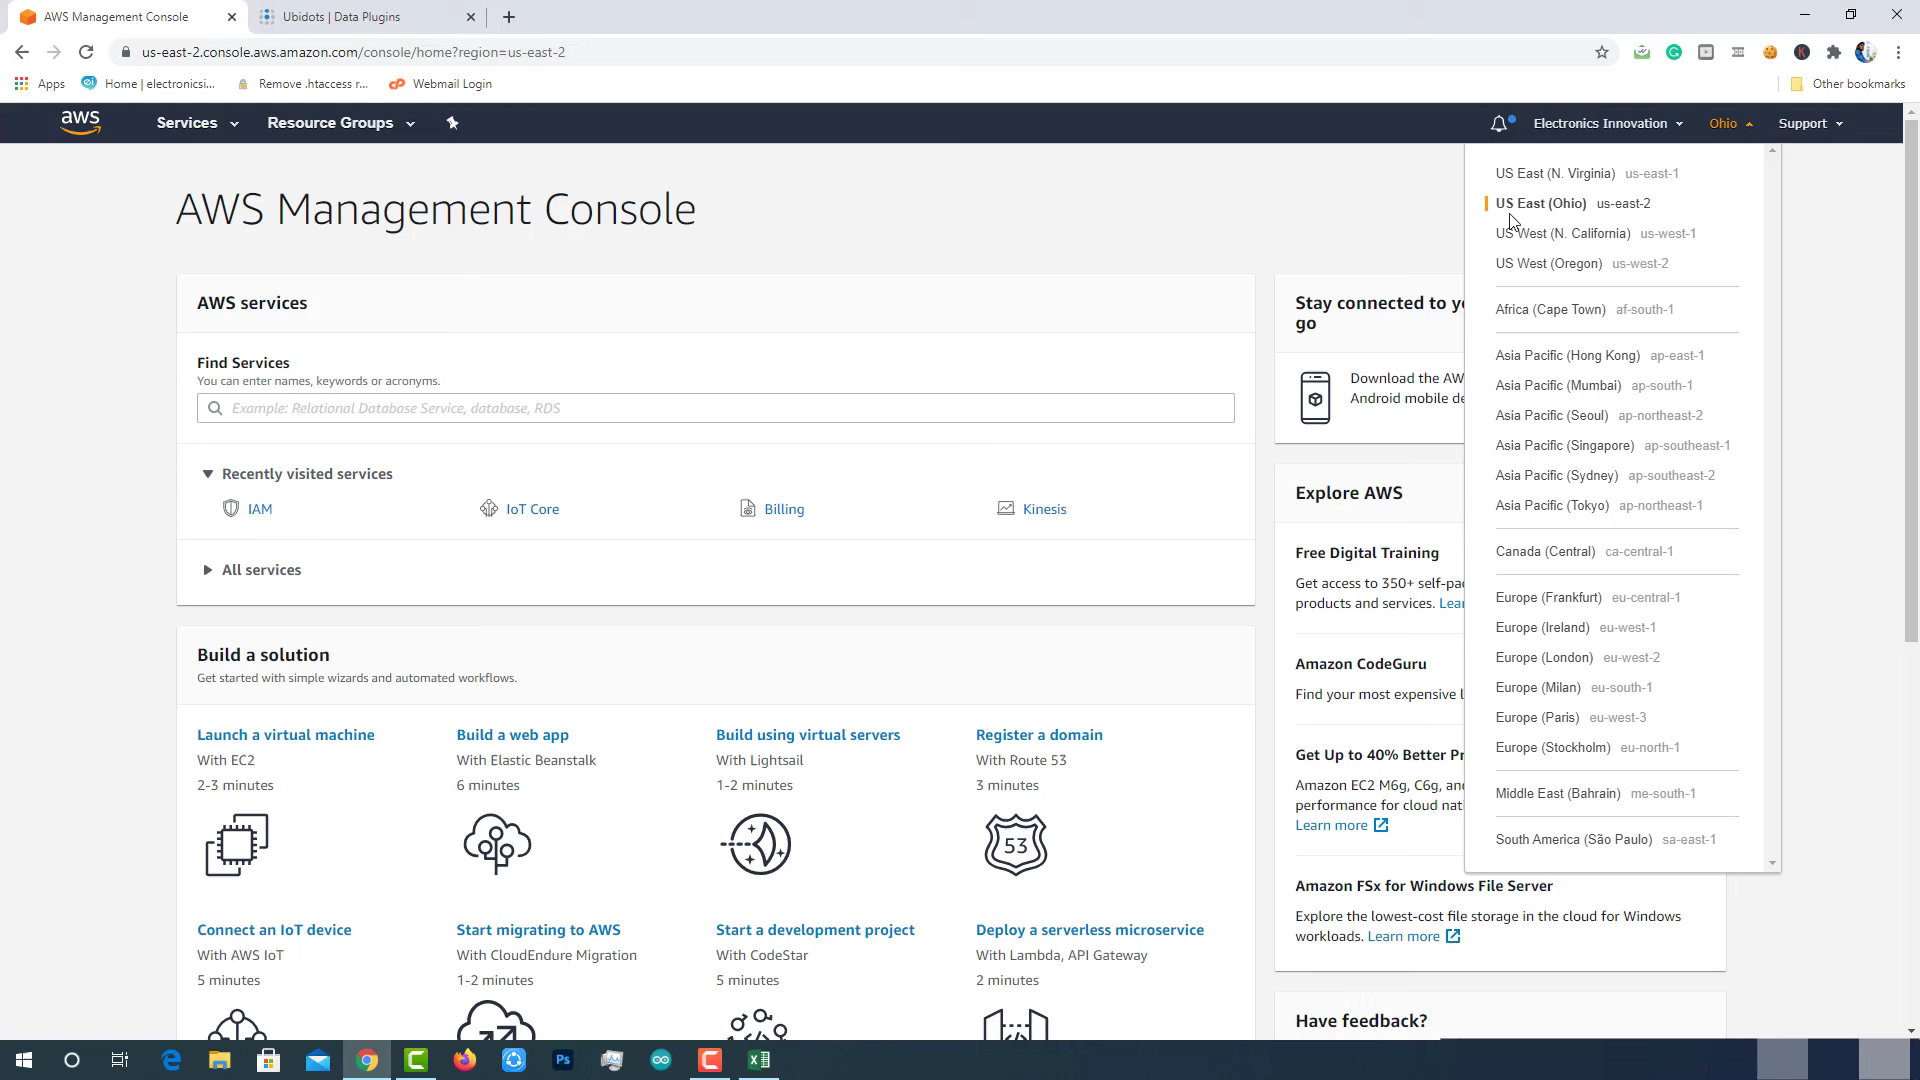 AWS Management Console
Ubidots | Data Plugins
us-east-2.console.aws.amazon.com/console/home?region=us-east-2
Apps
Home | electronicsi...
Remove .htaccess r...
Webmail Login
Other bookmarks
aws
Services
Resource Groups
Electronics Innovation
Ohio
Support
AWS Management Console
AWS services
Find Services
You can enter names, keywords or acronyms.
Example: Relational Database Service, database, RDS
Recently visited services
IAM
IoT Core
Billing
Kinesis
All services
Build a solution
Get started with simple wizards and automated workflows.
Launch a virtual machine
With EC2
2-3 minutes
Build a web app
With Elastic Beanstalk
6 minutes
Build using virtual servers
With Lightsail
1-2 minutes
Register a domain
With Route 53
3 minutes
53
Connect an IoT device
With AWS IoT
5 minutes
Start migrating to AWS
With CloudEndure Migration
1-2 minutes
Start a development project
With CodeStar
5 minutes
Deploy a serverless microservice
With Lambda, API Gateway
2 minutes
Stay connected to yo
go
Download the AW
Android mobile de
Explore AWS
Free Digital Training
Get access to 350+ self-pac
products and services. Lear
Amazon CodeGuru
Find your most expensive l
Get Up to 40% Better Pr
Amazon EC2 M6g, C6g, and
performance for cloud nati
Learn more
Amazon FSx for Windows File Server
Explore the lowest-cost file storage in the cloud for Windows
workloads. Learn more
Have feedback?
US East (N. Virginia) us-east-1
US East (Ohio) us-east-2
US West (N. California) us-west-1
US West (Oregon) us-west-2
Africa (Cape Town) af-south-1
Asia Pacific (Hong Kong) ap-east-1
Asia Pacific (Mumbai) ap-south-1
Asia Pacific (Seoul) ap-northeast-2
Asia Pacific (Singapore) ap-southeast-1
Asia Pacific (Sydney) ap-southeast-2
Asia Pacific (Tokyo) ap-northeast-1
Canada (Central) ca-central-1
Europe (Frankfurt) eu-central-1
Europe (Ireland) eu-west-1
Europe (London) eu-west-2
Europe (Milan) eu-south-1
Europe (Paris) eu-west-3
Europe (Stockholm) eu-north-1
Middle East (Bahrain) me-south-1
South America (São Paulo) sa-east-1
Ps